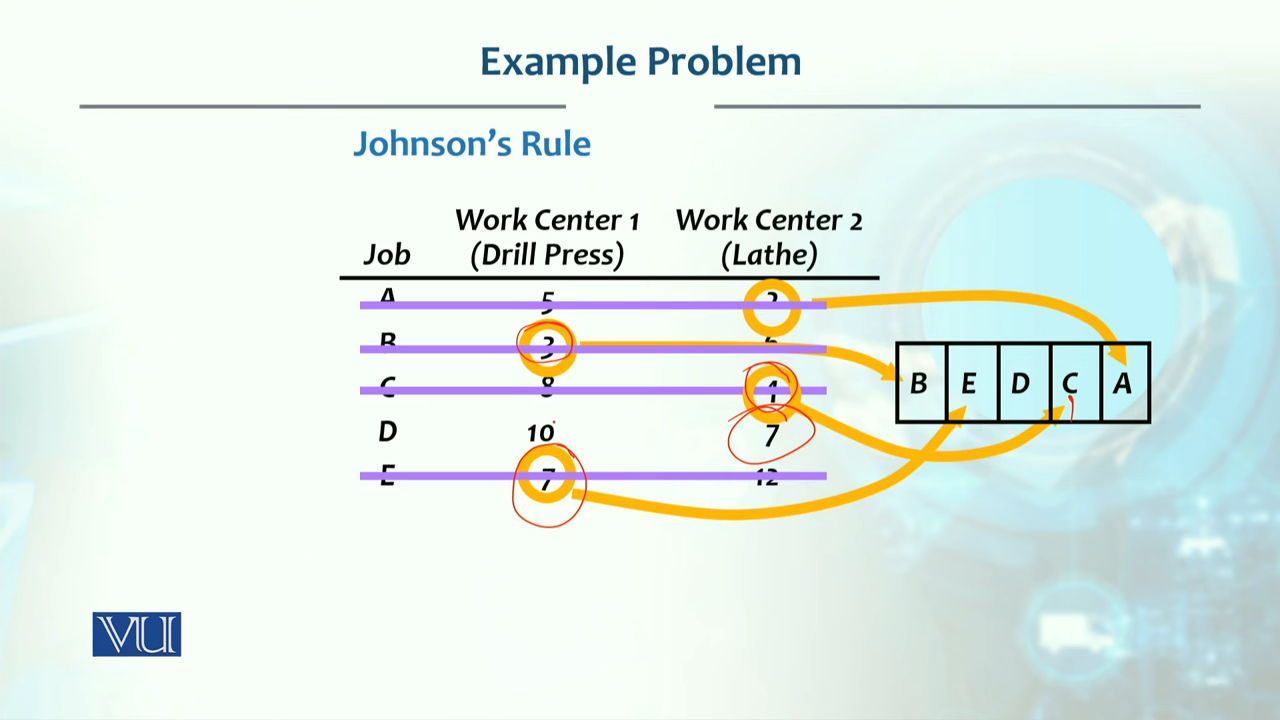 Example Problem
Johnson's Rule
Work Center 1 Work Center 2
Job (Drill Press) (Lathe)
A 5 2
B 3 6
C 8 4
D 10 7
E 7 12
B E D C A
VU